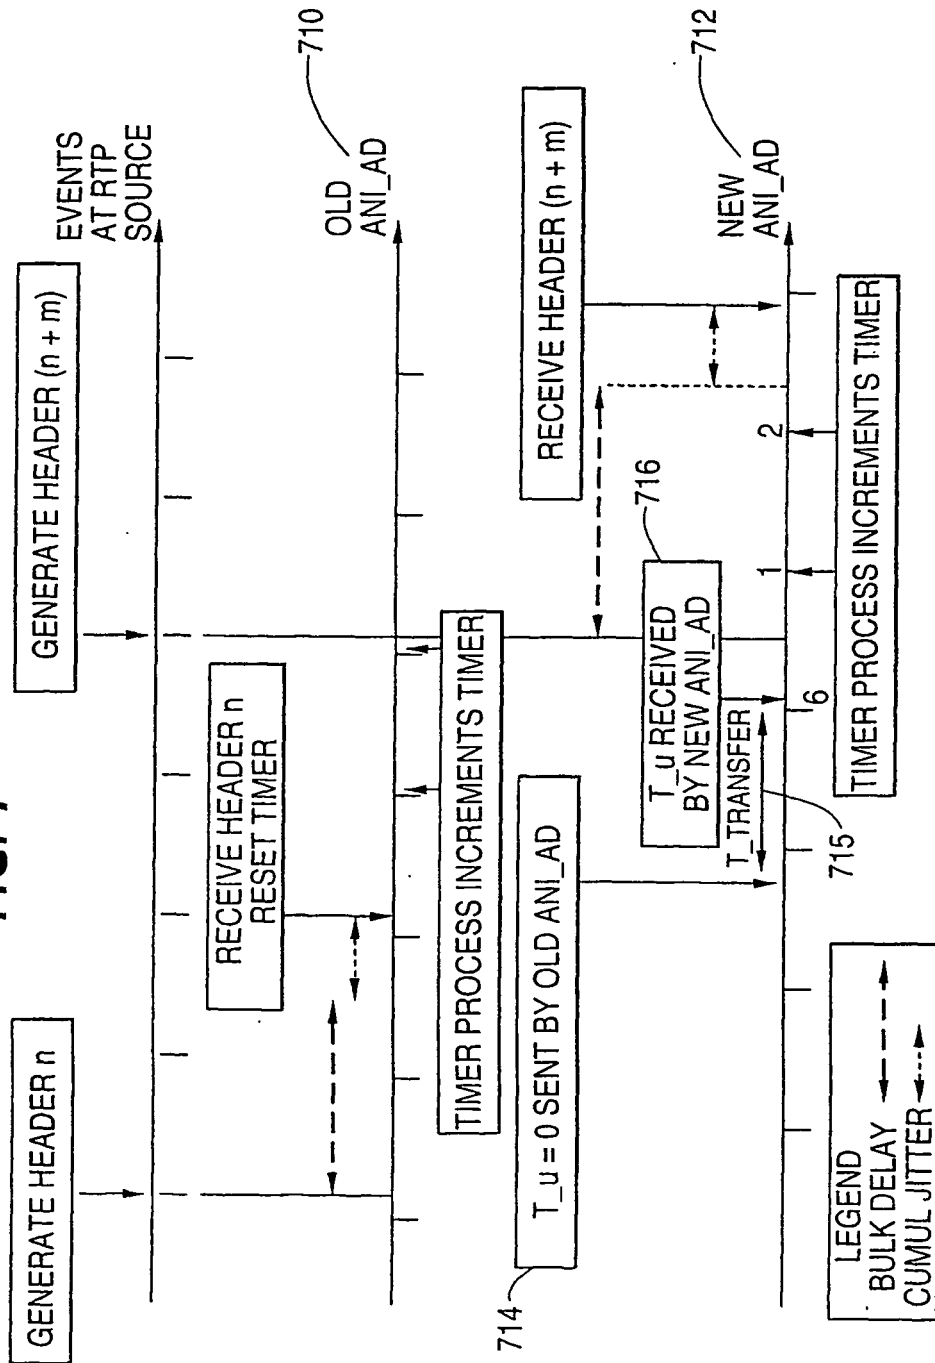 GENERATE HEADER n
GENERATE HEADER (n + m)
EVENTS
AT RTP
SOURCE
RECEIVE HEADER n
RESET TIMER
OLD
ANI_AD
710
TIMER PROCESS INCREMENTS TIMER
714
T_u = 0 SENT BY OLD ANI_AD
T_u RECEIVED
BY NEW ANI_AD
716
RECEIVE HEADER (n + m)
T_TRANSFER
715
6
1
2
NEW
ANI_AD
712
TIMER PROCESS INCREMENTS TIMER
LEGEND
BULK DELAY
CUMUL JITTER